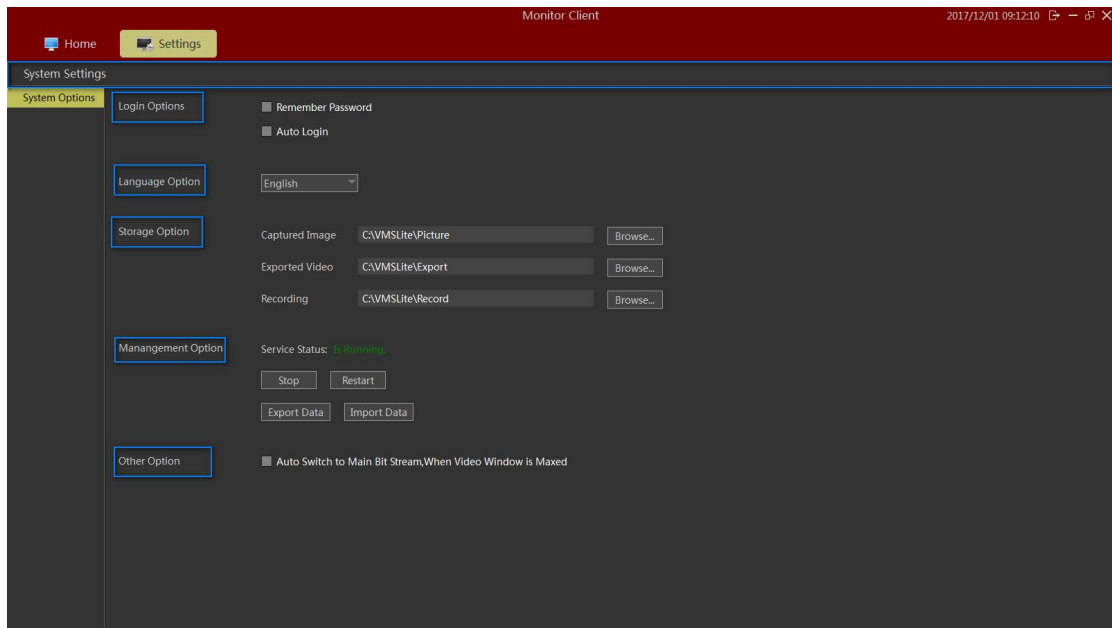 Monitor Client
2017/12/01 09:12:10
Home
Settings
System Settings
System Options
Login Options
Remember Password
Auto Login
Language Option
English
Storage Option
Captured Image
C:\VMSLite\Picture
Browse...
Exported Video
C:\VMSLite\Export
Browse...
Recording
C:\VMSLite\Record
Browse...
Manangement Option
Service Status: Is Running.
Stop
Restart
Export Data
Import Data
Other Option
Auto Switch to Main Bit Stream,When Video Window is Maxed